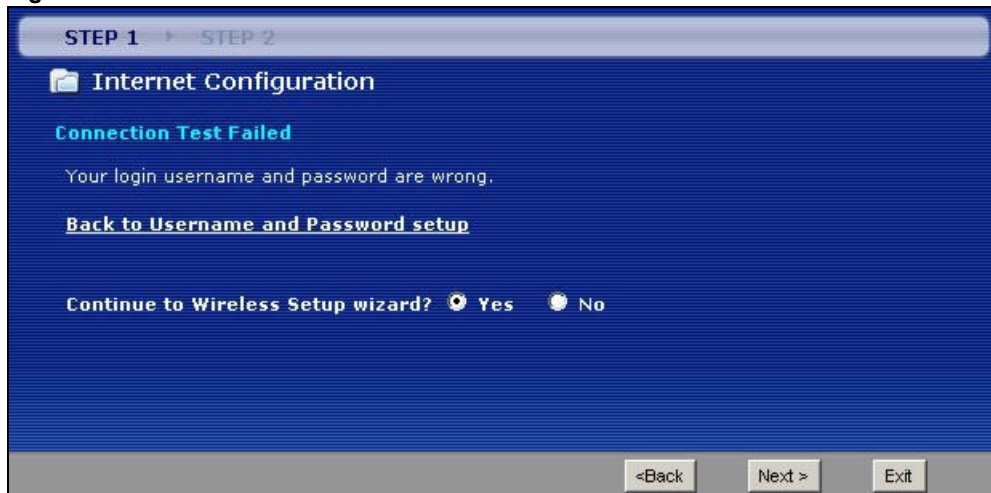 STEP 1 STEP 2
Internet Configuration
Connection Test Failed
Your login username and password are wrong.
Back to Username and Password setup
Continue to Wireless Setup wizard? Yes No
<Back Next > Exit